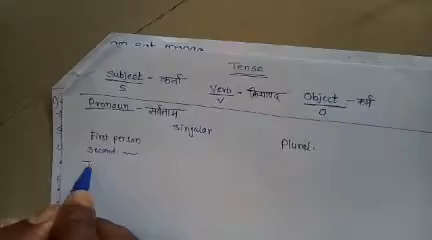 Tense
Subject - कर्ता Verb - क्रियापद Object - कर्म
S V O
Pronoun - सर्वनाम
Singular Plural.
First person
Second